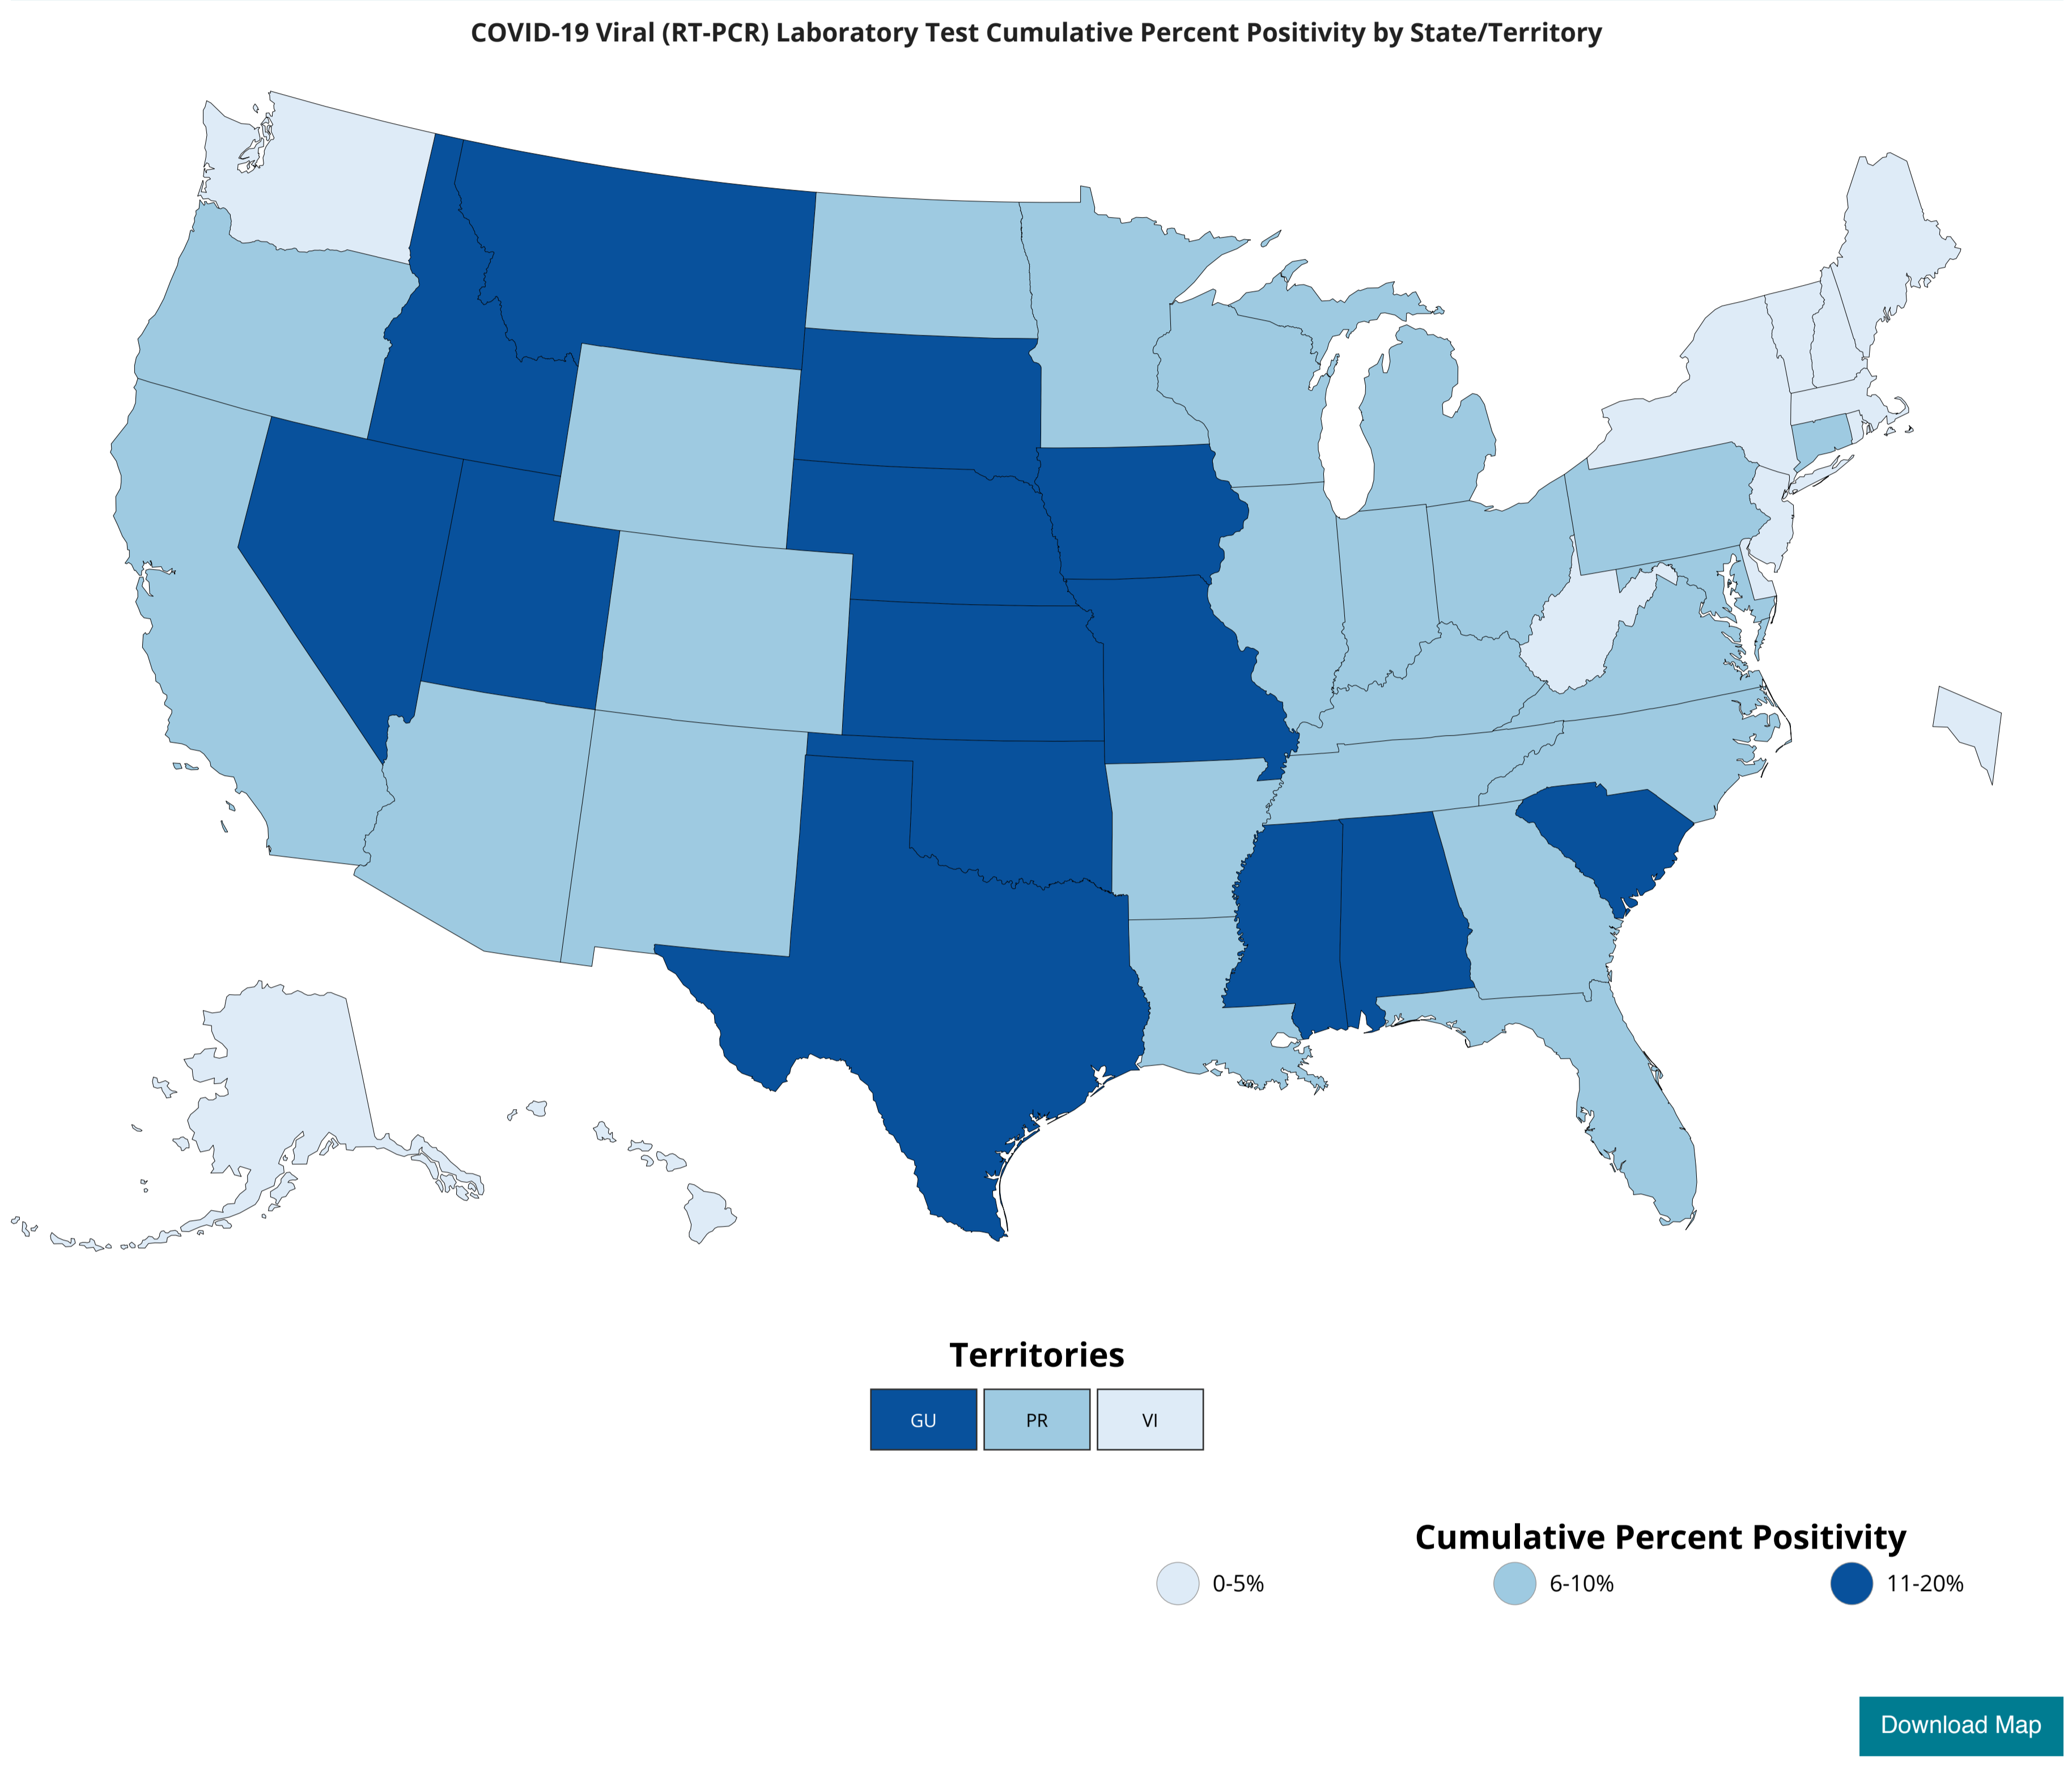 COVID-19 Viral (RT-PCR) Laboratory Test Cumulative Percent Positivity by State/Territory
Territories
GU PR VI
Cumulative Percent Positivity
0-5% 6-10% 11-20%
Download Map